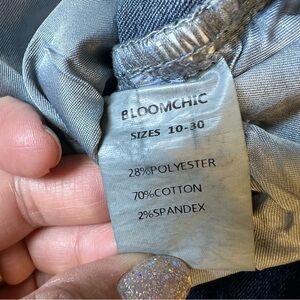 BLOOMCHIC
SIZES 10-30
28%POLYESTER
70%COTTON
2%SPANDEX